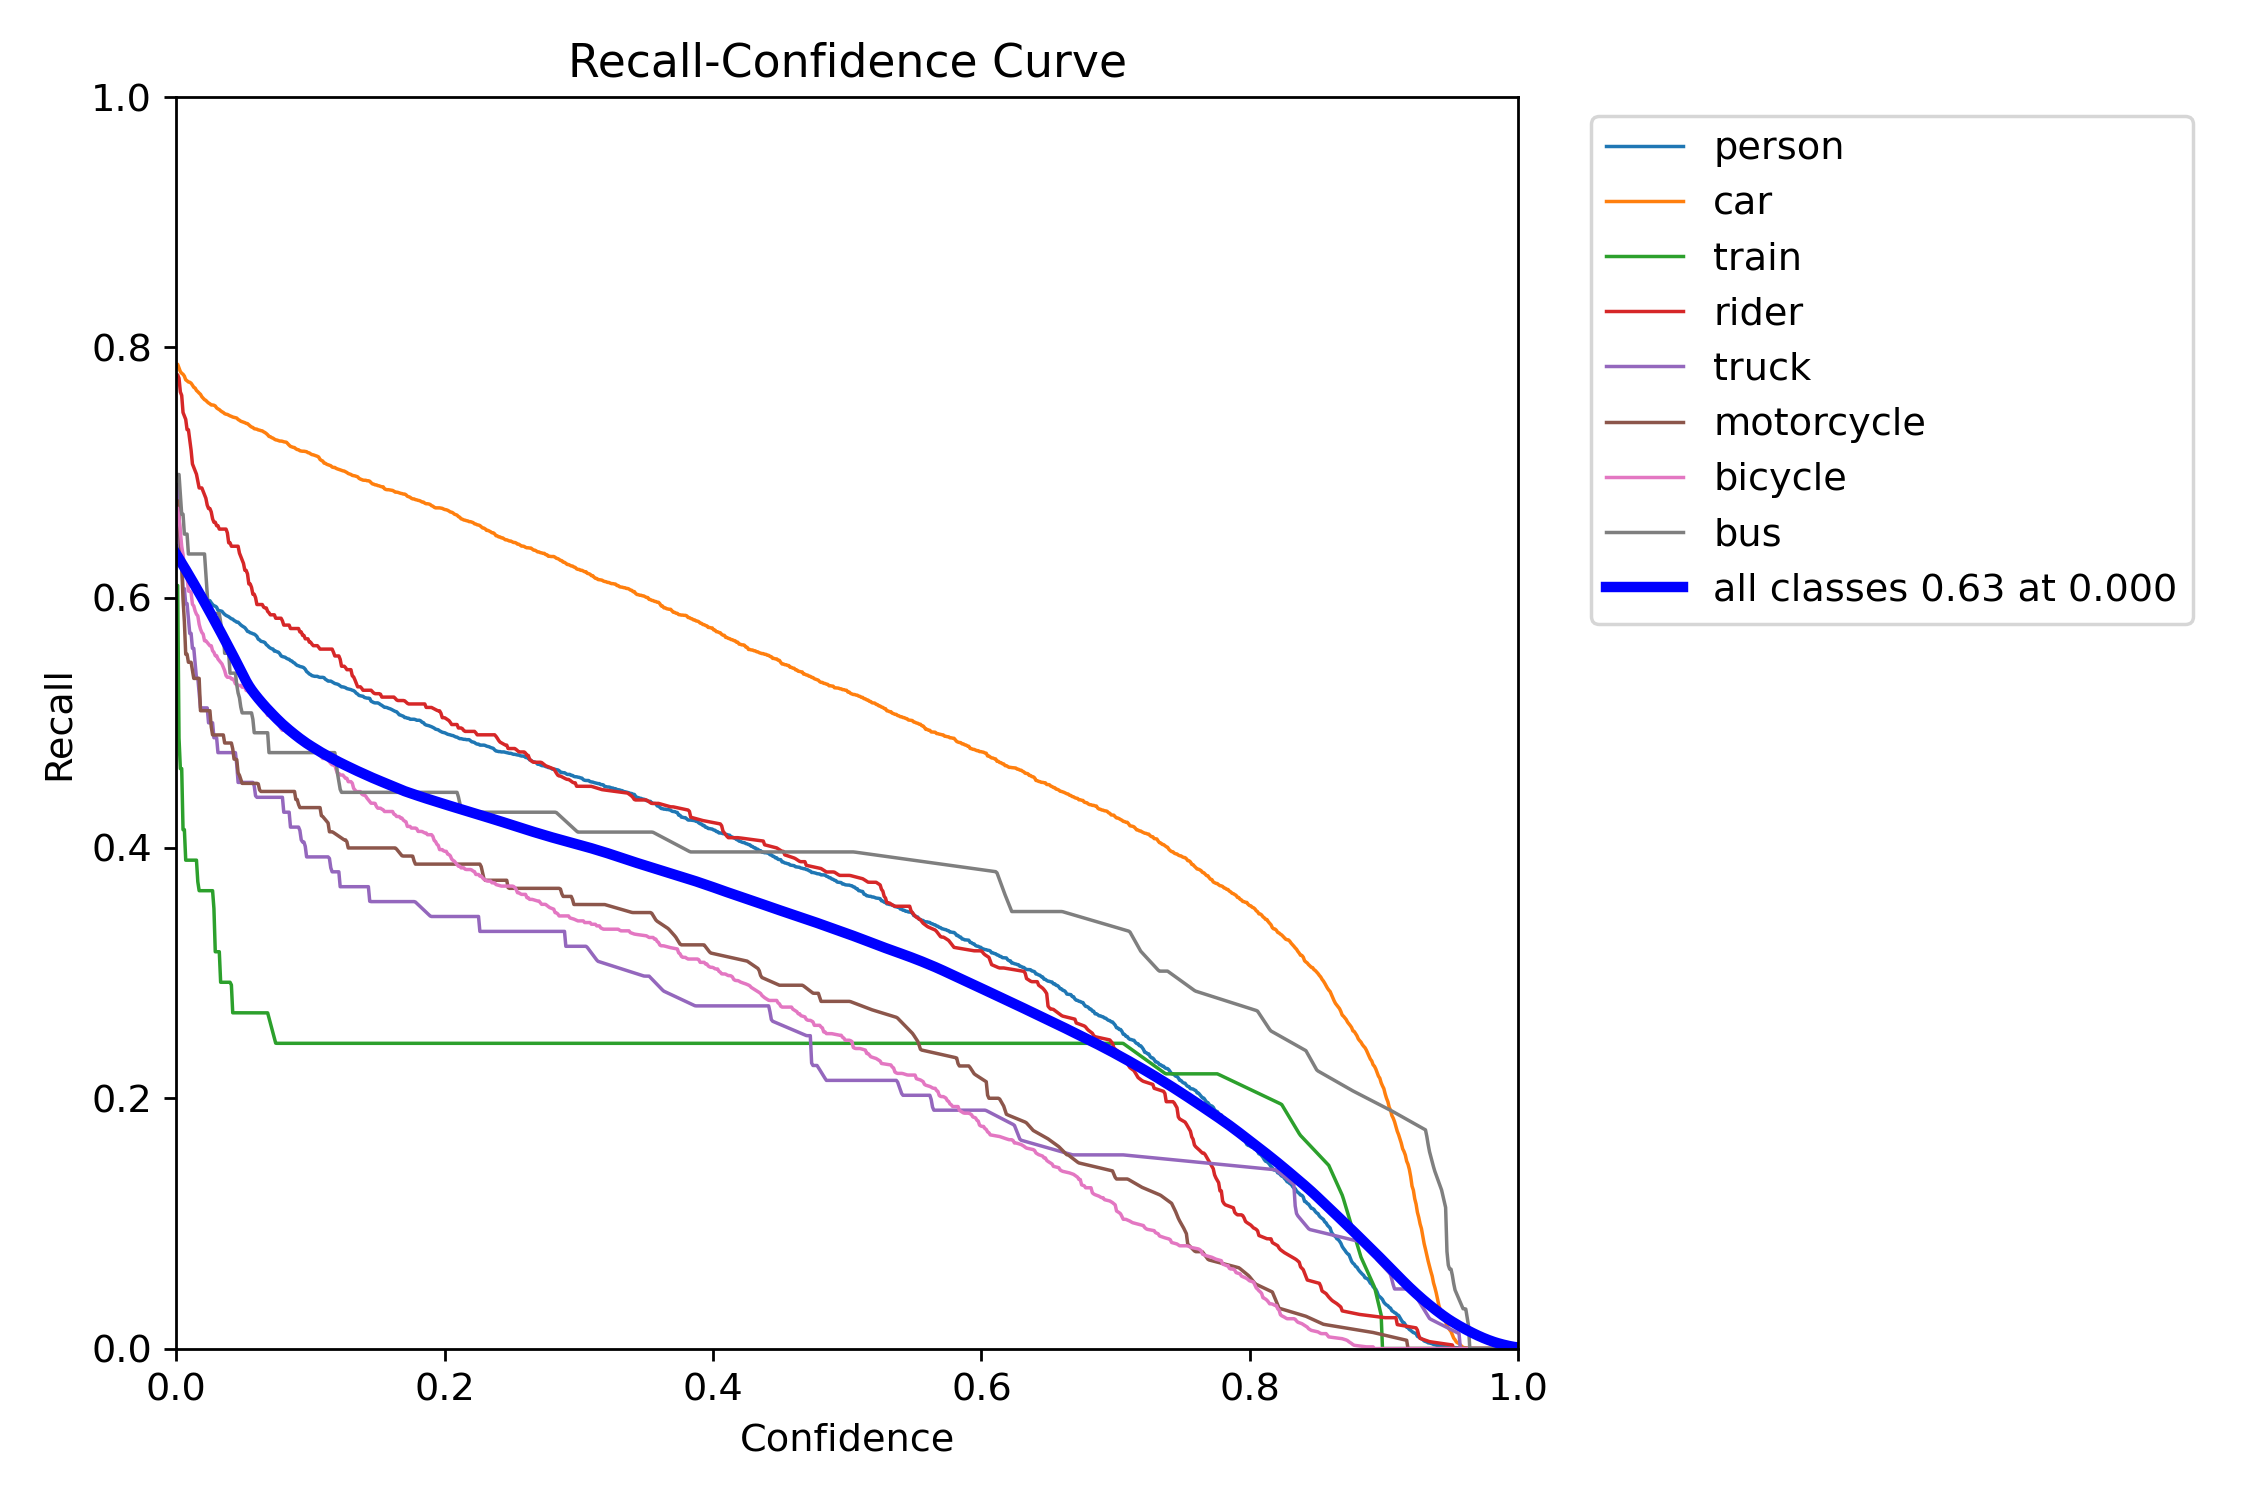 Recall-Confidence Curve
1.0
0.8
0.6
0.4
0.2
0.0
Recall
0.0 0.2 0.4 0.6 0.8 1.0
Confidence
person
car
train
rider
truck
motorcycle
bicycle
bus
all classes 0.63 at 0.000